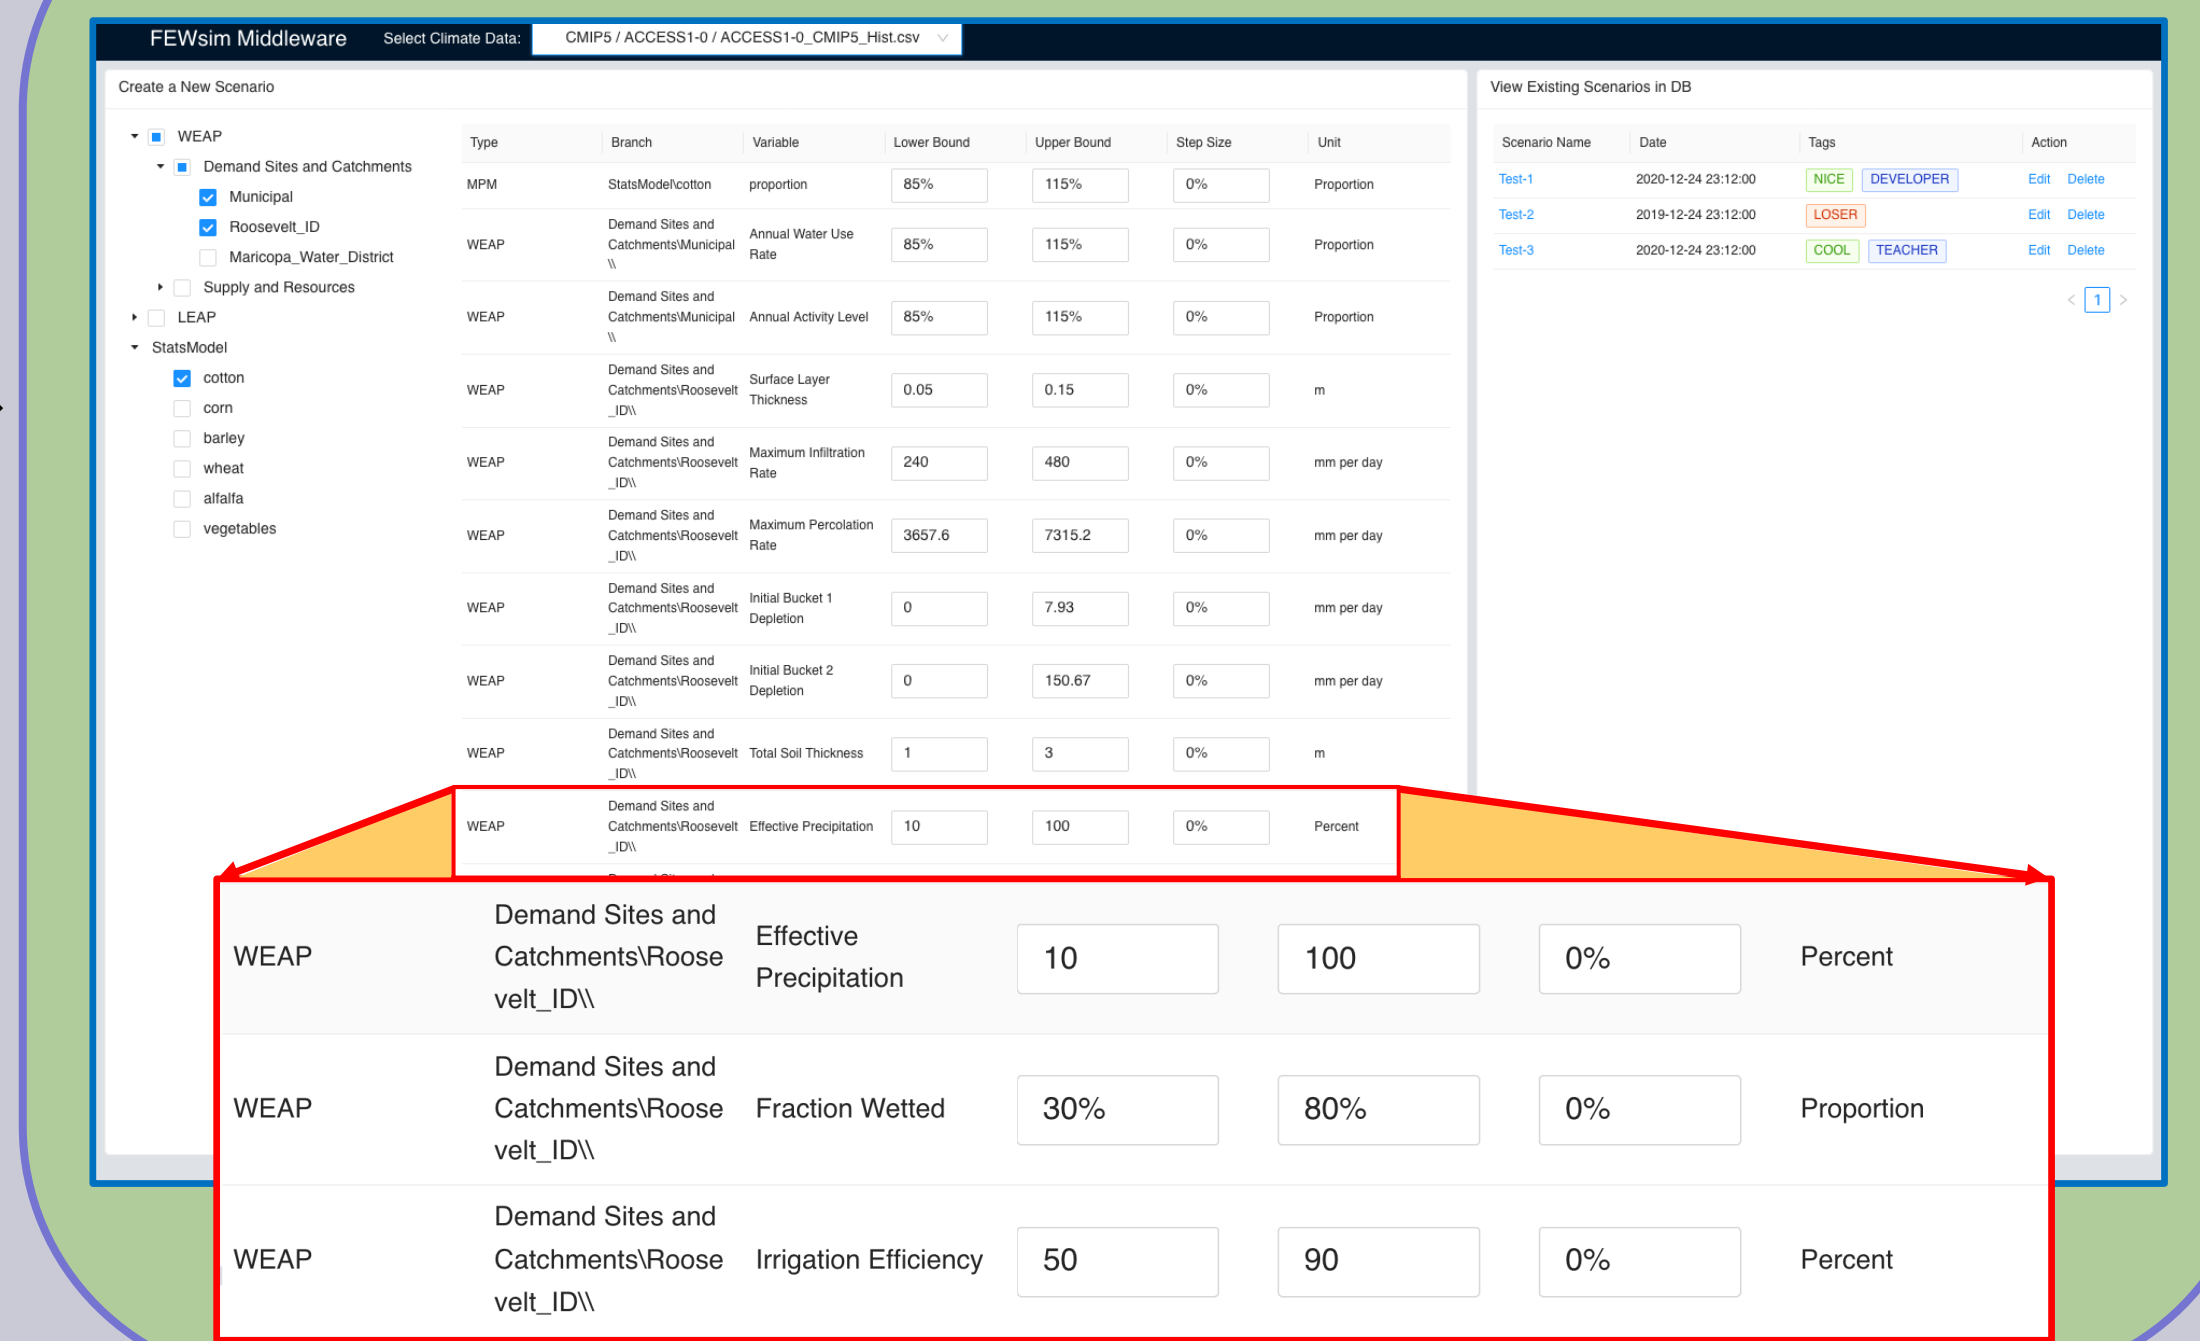 FEWsim Middleware
Select Climate Data:
CMIP5 / ACCESS1-0 / ACCESS1-0_CMIP5_Hist.csv
Create a New Scenario
WEAP
Demand Sites and Catchments
Municipal
Roosevelt_ID
Maricopa_Water_District
Supply and Resources
LEAP
StatsModel
cotton
corn
barley
wheat
alfalfa
vegetables
Type Branch Variable Lower Bound Upper Bound Step Size Unit
MPM StatsModel\cotton proportion 85% 115% 0% Proportion
Demand Sites and
Catchments\Municipal
\\
WEAP Annual Water Use
Rate
85% 115% 0% Proportion
Demand Sites and
Catchments\Municipal
\\
WEAP Annual Activity Level 85% 115% 0% Proportion
Demand Sites and
Catchments\Roosevelt
_ID\\
WEAP Surface Layer
Thickness
0.05 0.15 0% m
Demand Sites and
Catchments\Roosevelt
_ID\\
WEAP Maximum Infiltration
Rate
240 480 0% mm per day
Demand Sites and
Catchments\Roosevelt
_ID\\
WEAP Maximum Percolation
Rate
3657.6 7315.2 0% mm per day
Demand Sites and
Catchments\Roosevelt
_ID\\
WEAP Initial Bucket 1
Depletion
0 7.93 0% mm per day
Demand Sites and
Catchments\Roosevelt
_ID\\
WEAP Initial Bucket 2
Depletion
0 150.67 0% mm per day
Demand Sites and
Catchments\Roosevelt
_ID\\
WEAP Total Soil Thickness 1 3 0% m
Demand Sites and
Catchments\Roosevelt
_ID\\
WEAP Effective Precipitation 10 100 0% Percent
View Existing Scenarios in DB
Scenario Name Date Tags Action
Test-1 2020-12-24 23:12:00 NICE DEVELOPER Edit Delete
Test-2 2019-12-24 23:12:00 LOSER Edit Delete
Test-3 2020-12-24 23:12:00 COOL TEACHER Edit Delete
< 1 >
Demand Sites and
Catchments\Roose
velt_ID\\
WEAP Effective
Precipitation
10 100 0% Percent
Demand Sites and
Catchments\Roose
velt_ID\\
WEAP Fraction Wetted 30% 80% 0% Proportion
Demand Sites and
Catchments\Roose
velt_ID\\
WEAP Irrigation Efficiency 50 90 0% Percent